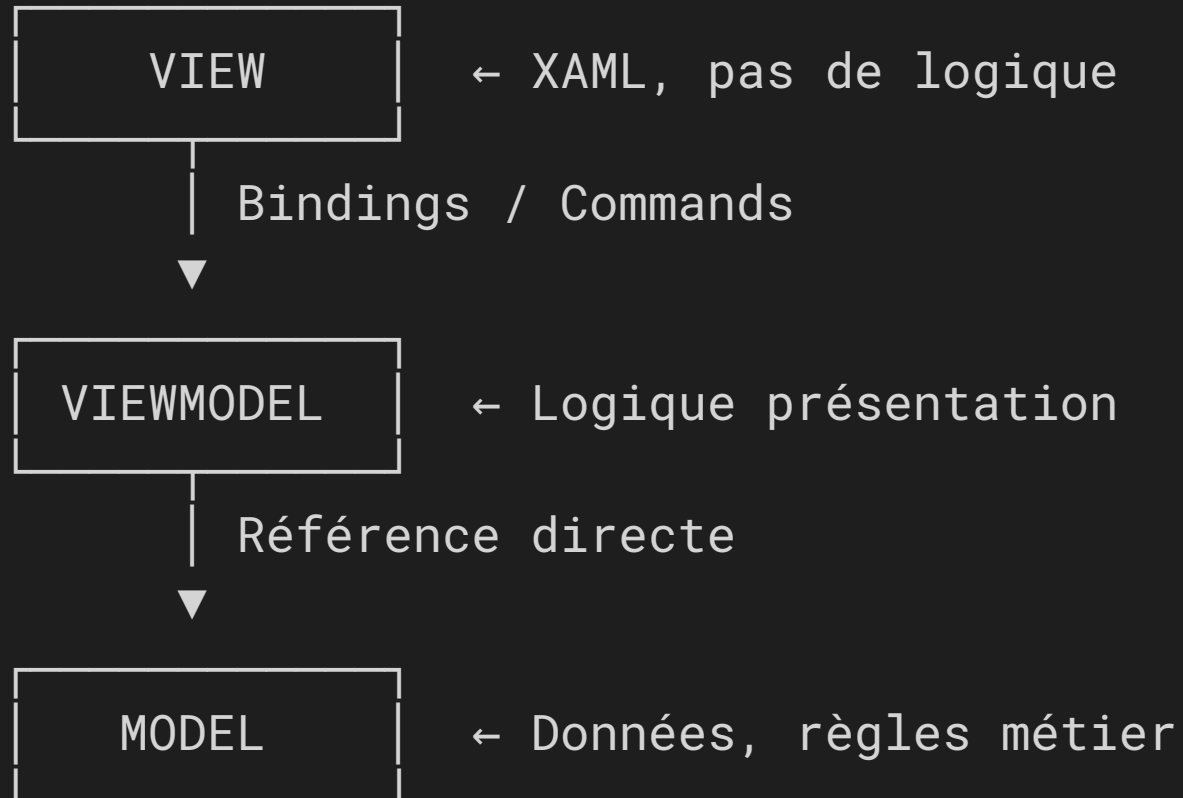 VIEW ← XAML, pas de logique
Bindings / Commands
▼
VIEWMODEL ← Logique présentation
Référence directe
▼
MODEL ← Données, règles métier